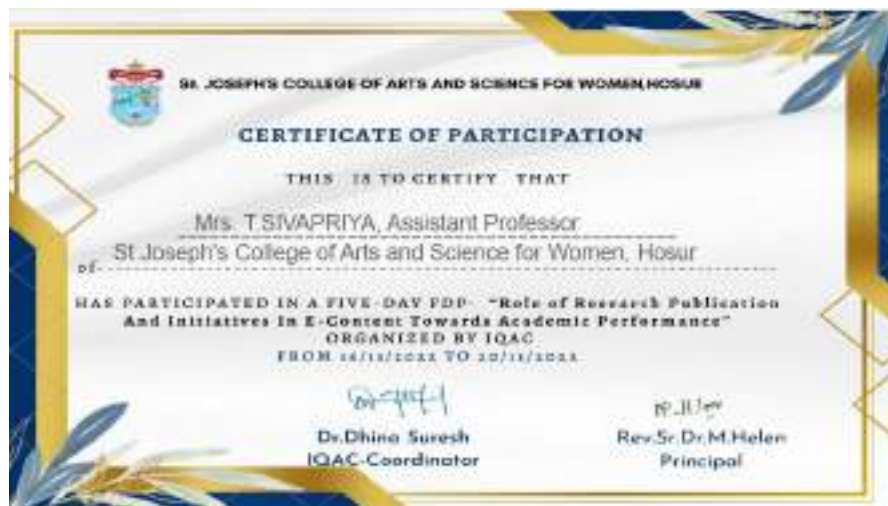 St. JOSEPH'S COLLEGE OF ARTS AND SCIENCE FOR WOMEN, HOSUR
CERTIFICATE OF PARTICIPATION
THIS IS TO CERTIFY THAT
Mrs. T.SIVAPRIYA, Assistant Professor
of St.Joseph's College of Arts and Science for Women, Hosur
HAS PARTICIPATED IN A FIVE-DAY FDP- "Role of Research Publication
And Initiatives In E-Content Towards Academic Performance"
ORGANIZED BY IQAC
FROM TO
Dr.Dhina Suresh
IQAC-Coordinator
Rev.Sr.Dr.M.Helen
Principal